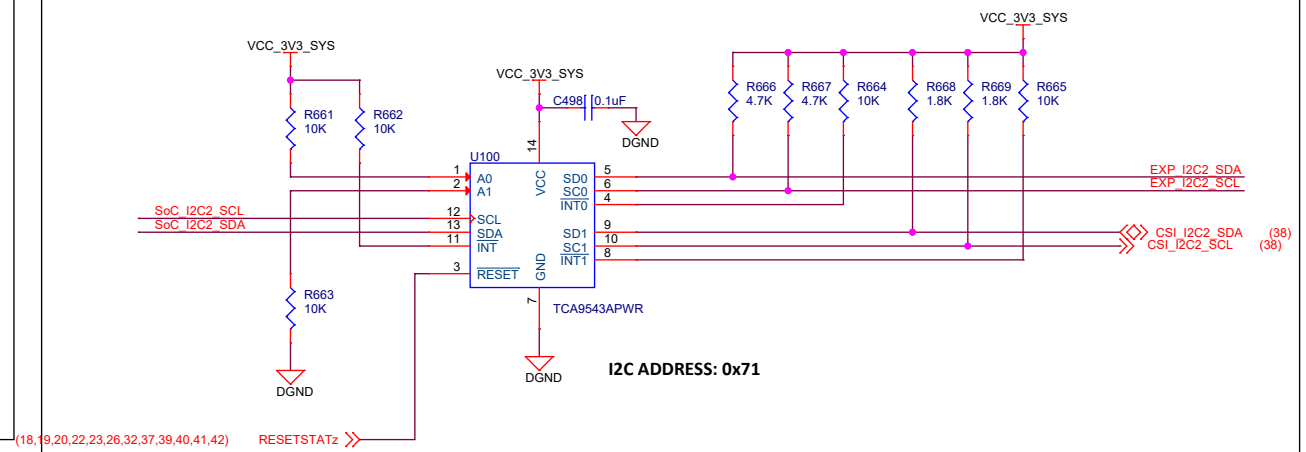 VCC_3V3_SYS
VCC_3V3_SYS
VCC_3V3_SYS
R661
10K
R662
10K
C498
0.1uF
DGND
R666
4.7K
R667
4.7K
R664
10K
R668
1.8K
R669
1.8K
R665
10K
14
U100
1
A0
2
A1
VCC
SD0
5
EXP_I2C2_SDA
SC0
6
EXP_I2C2_SCL
INT0
4
SoC_I2C2_SCL
12
SCL
SoC_I2C2_SDA
13
SDA
11
INT
SD1
9
CSI_I2C2_SDA (38)
SC1
10
CSI_I2C2_SCL (38)
INT1
8
3
RESET
GND
7
TCA9543APWR
R663
10K
DGND
DGND
I2C ADDRESS: 0x71
(18,19,20,22,23,26,32,37,39,40,41,42) RESETSTATz